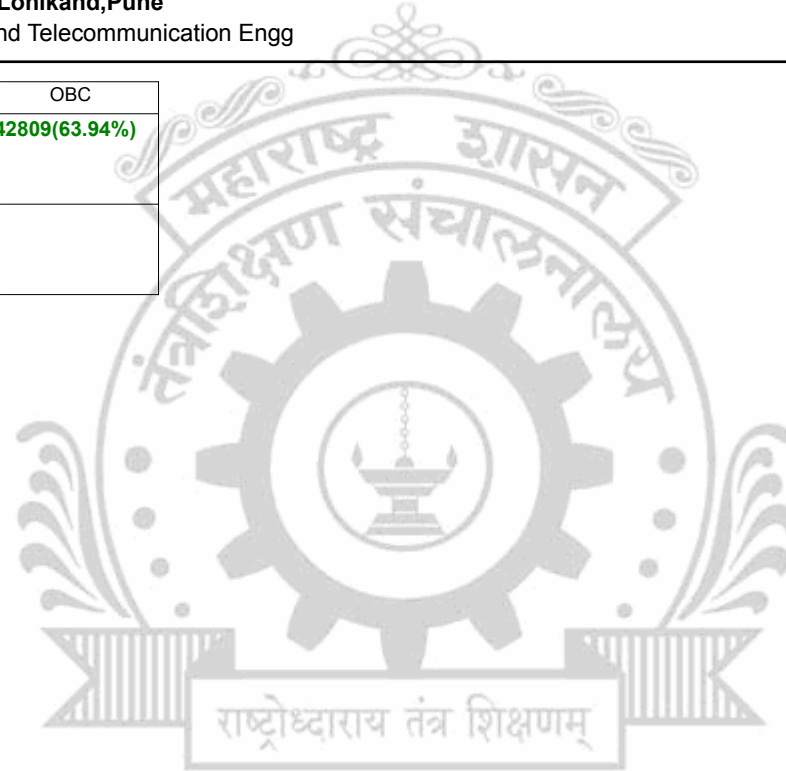 Lonikand,Pune
nd Telecommunication Engg
OBC
42809(63.94%)
महाराष्ट्र शासन
तंत्रशिक्षण संचालनालय
राष्ट्रोध्दाराय तंत्र शिक्षणम्